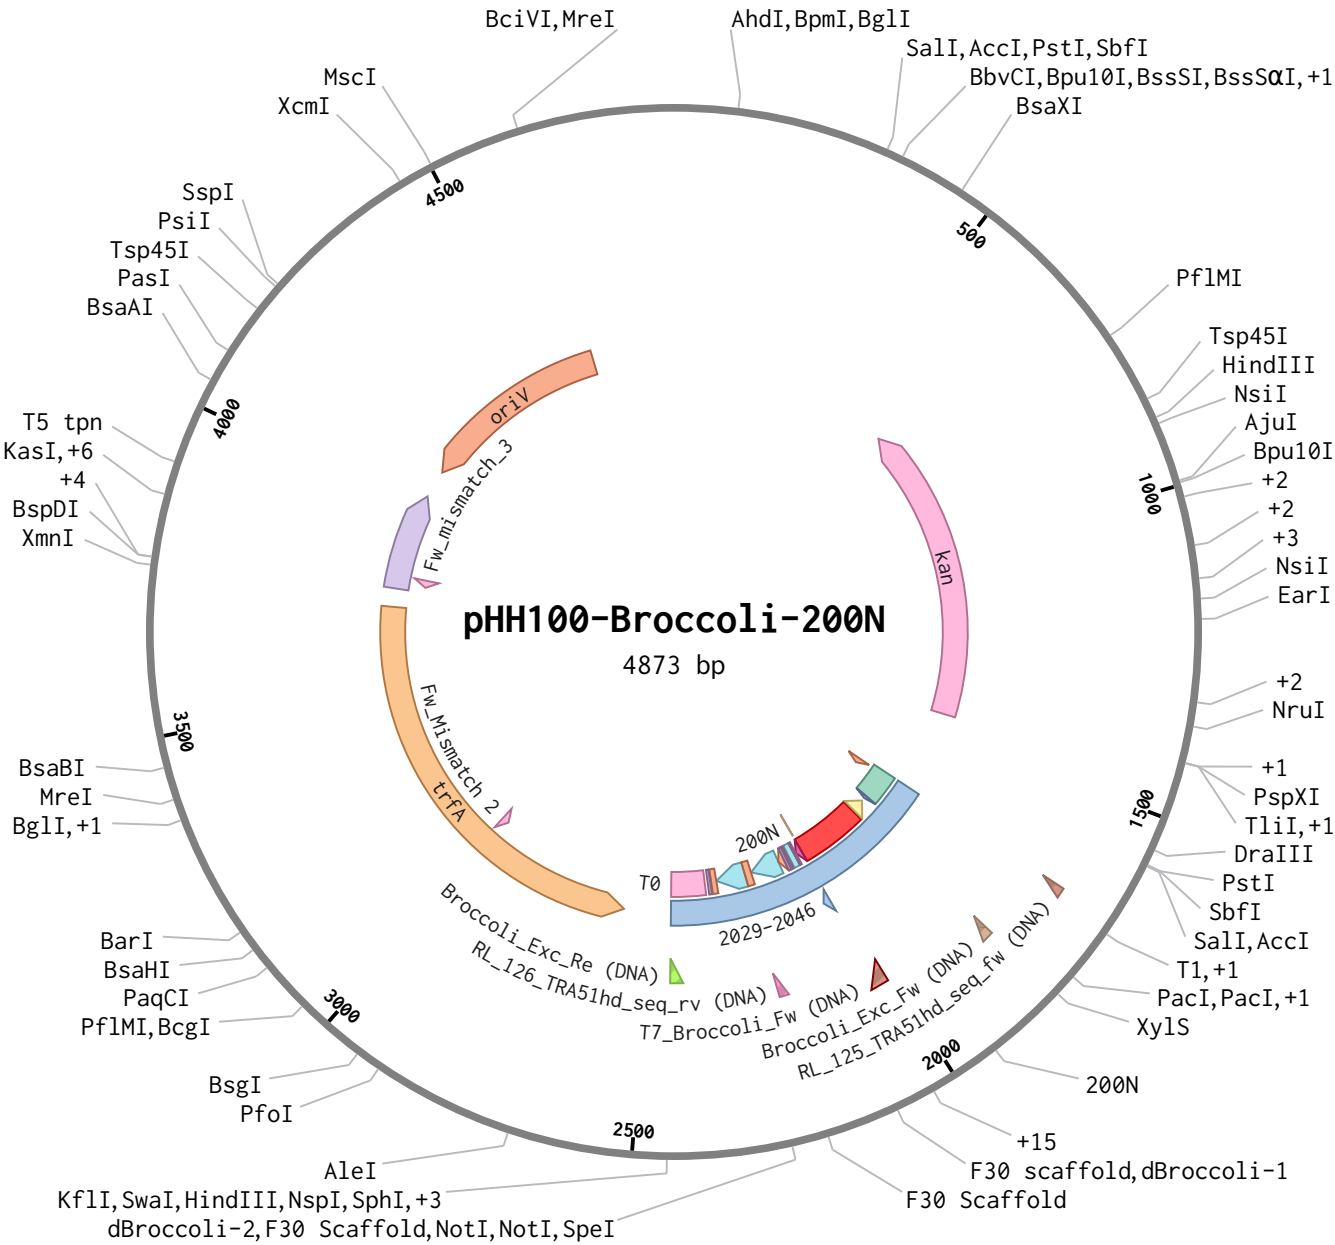 BciVI,MreI
AhdI,BpmI,BglI
SalI,AccI,PstI,SbfI
BbvCI,Bpu10I,BssSI,BssSαI,+1
BsaXI
MscI
XcmI
4500
500
SspI
PsiI
Tsp45I
PasI
BsaAI
PflMI
Tsp45I
HindIII
NsiI
AjuI
Bpu10I
+2
+2
+3
NsiI
EarI
4000
1000
T5 tpn
KasI,+6
+4
BspDI
XmnI
oriV
Fw_mismatch_3
kan
pHH100-Broccoli-200N
4873 bp
+2
NruI
+1
PspXI
TliI,+1
DraIII
PstI
SbfI
SalI,AccI
T1,+1
PacI,PacI,+1
XylS
3500
1500
BsaBI
MreI
BglI,+1
Fw_Mismatch 2
trfA
200N
T0
2029-2046
Broccoli_Exc_Re (DNA)
RL_126_TRA51hd_seq_rv (DNA)
T7_Broccoli_Fw (DNA)
Broccoli_Exc_Fw (DNA)
RL_125_TRA51hd_seq_fw (DNA)
BarI
BsaHI
PaqCI
PflMI,BcgI
3000
2000
200N
BsgI
PfoI
2500
+15
F30 scaffold,dBroccoli-1
F30 Scaffold
AleI
KflI,SwaI,HindIII,NspI,SphI,+3
dBroccoli-2,F30 Scaffold,NotI,NotI,SpeI